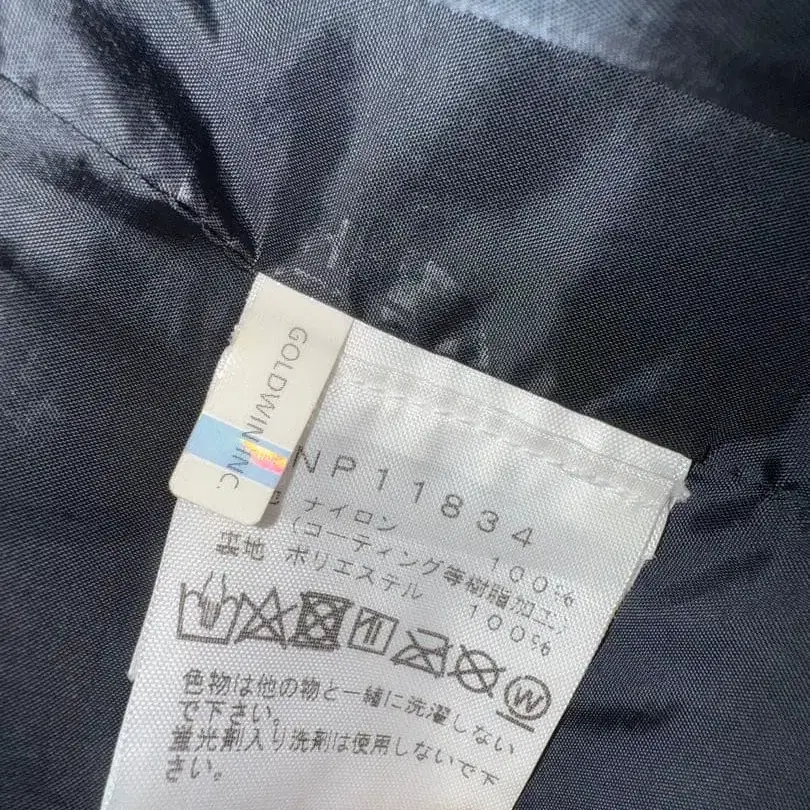 GOLDWIN INC
NP11834
ナイロン 100%
(コーティング等樹脂加工)
裏地 ポリエステル 100%
W
色物は他の物と一緒に洗濯しない
で下さい。
蛍光剤入り洗剤は使用しないで下
さい。